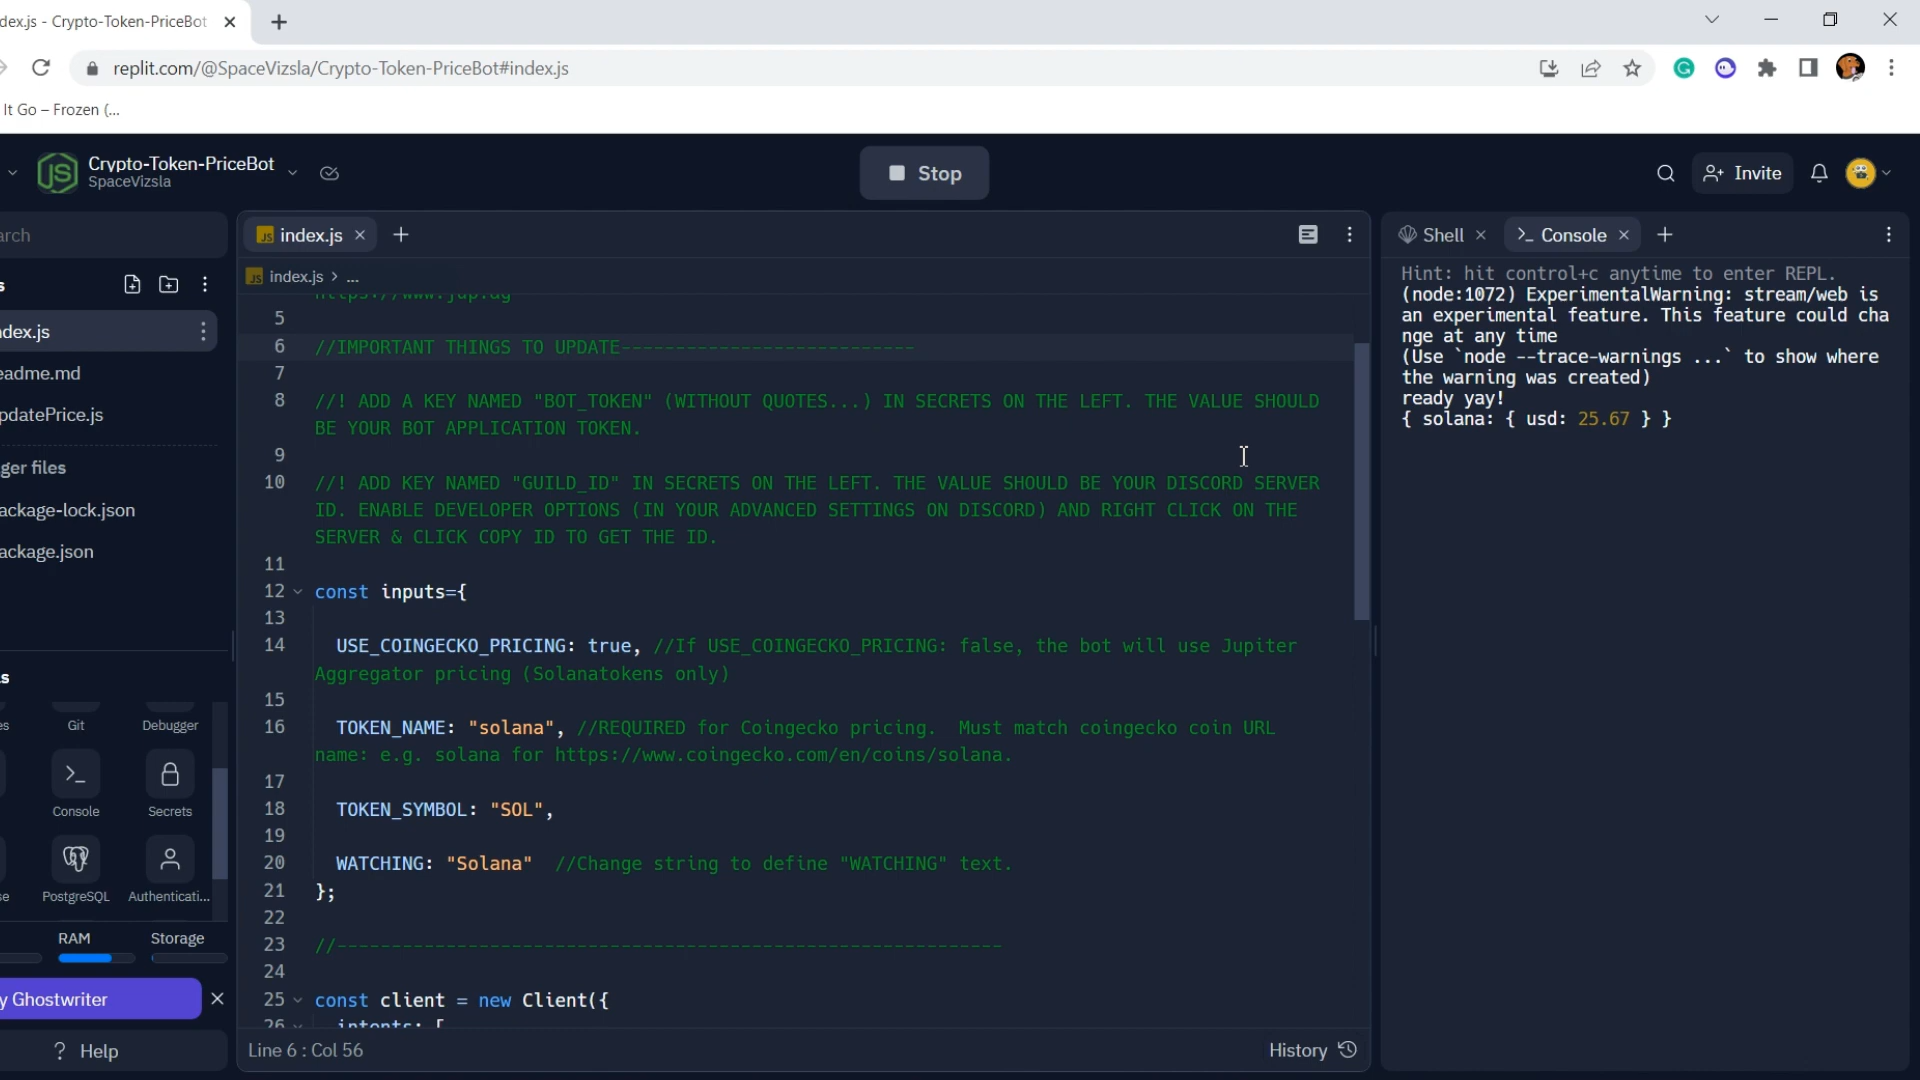 dex.js - Crypto-Token-PriceBot
replit.com/@SpaceVizsla/Crypto-Token-PriceBot#index.js
It Go – Frozen (...
Crypto-Token-PriceBot
SpaceVizsla
Stop
Invite
arch
s
dex.js
eadme.md
pdatePrice.js
ger files
ackage-lock.json
ackage.json
s
es
Git
Debugger
Console
Secrets
se
PostgreSQL
Authenticati...
RAM
Storage
y Ghostwriter
? Help
JS index.js
JS index.js > ...
https://www.jup.ag
5
6 //IMPORTANT THINGS TO UPDATE---------------------------
7
8 //! ADD A KEY NAMED "BOT_TOKEN" (WITHOUT QUOTES...) IN SECRETS ON THE LEFT. THE VALUE SHOULD
BE YOUR BOT APPLICATION TOKEN.
9
10 //! ADD KEY NAMED "GUILD_ID" IN SECRETS ON THE LEFT. THE VALUE SHOULD BE YOUR DISCORD SERVER
ID. ENABLE DEVELOPER OPTIONS (IN YOUR ADVANCED SETTINGS ON DISCORD) AND RIGHT CLICK ON THE
SERVER & CLICK COPY ID TO GET THE ID.
11
12 const inputs={
13
14 USE_COINGECKO_PRICING: true, //If USE_COINGECKO_PRICING: false, the bot will use Jupiter
Aggregator pricing (Solanatokens only)
15
16 TOKEN_NAME: "solana", //REQUIRED for Coingecko pricing. Must match coingecko coin URL
name: e.g. solana for https://www.coingecko.com/en/coins/solana.
17
18 TOKEN_SYMBOL: "SOL",
19
20 WATCHING: "Solana" //Change string to define "WATCHING" text.
21 };
22
23 //-------------------------------------------------------------
24
25 const client = new Client({
26 intents: [
Line 6 : Col 56
History
Shell
>_ Console
Hint: hit control+c anytime to enter REPL.
(node:1072) ExperimentalWarning: stream/web is
an experimental feature. This feature could cha
nge at any time
(Use `node --trace-warnings ...` to show where
the warning was created)
ready yay!
{ solana: { usd: 25.67 } }